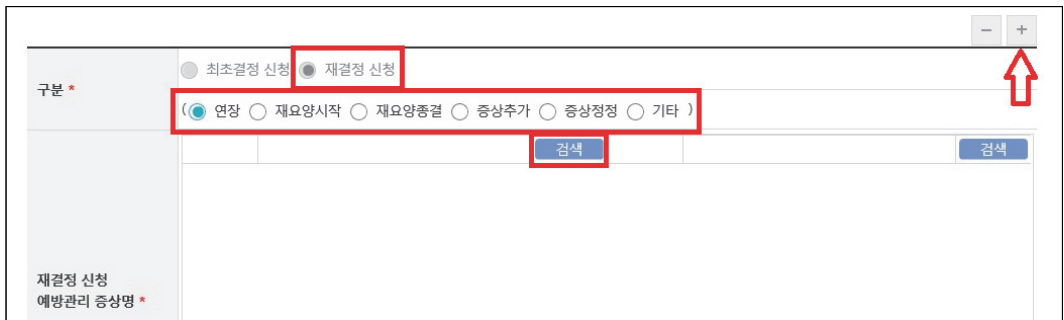 − +
구분 *
최초결정 신청 재결정 신청
( 연장 재요양시작 재요양종결 증상추가 증상정정 기타 )
검색 검색
재결정 신청
예방관리 증상명 *